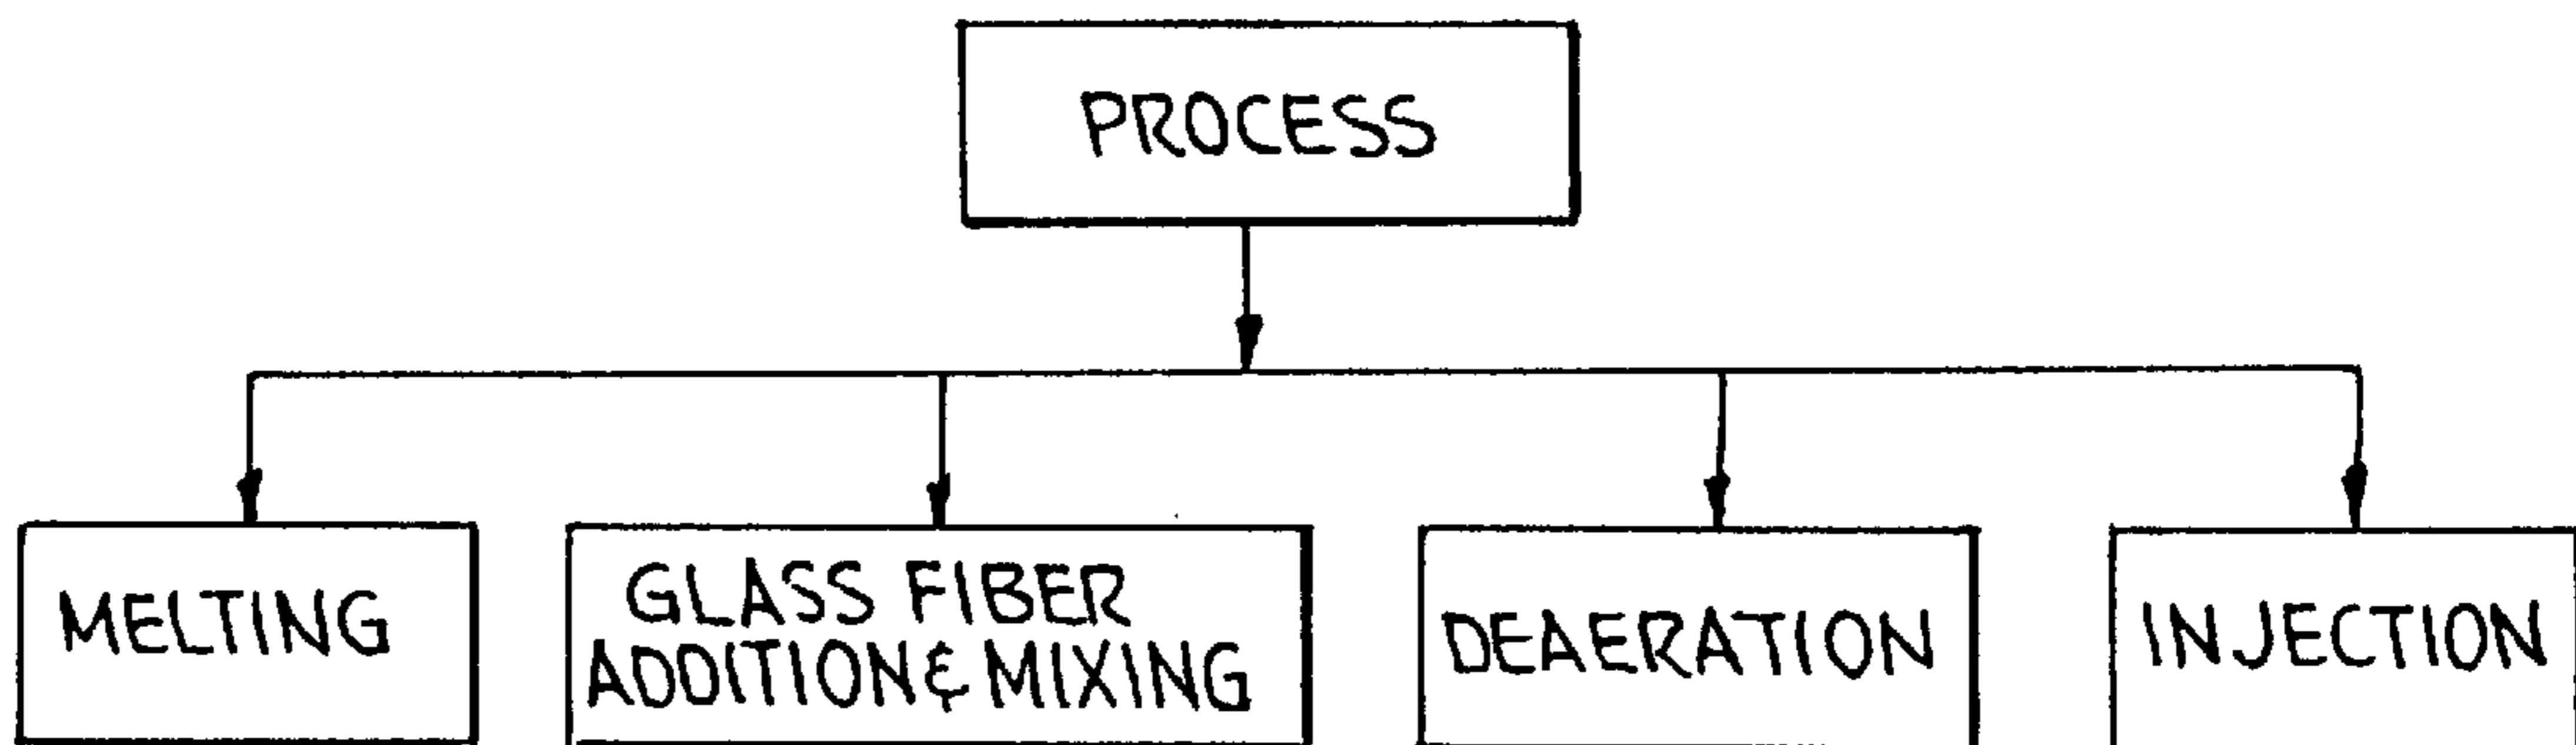 PROCESS
MELTING
GLASS FIBER
ADDITION & MIXING
DEAERATION
INJECTION